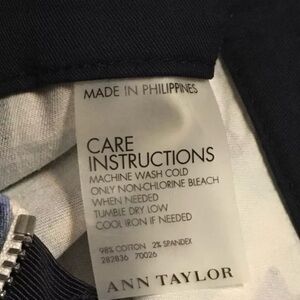 MADE IN PHILIPPINES
CARE
INSTRUCTIONS
MACHINE WASH COLD
ONLY NON-CHLORINE BLEACH
WHEN NEEDED
TUMBLE DRY LOW
COOL IRON IF NEEDED
98% COTTON 2% SPANDEX
282836 70026
ANN TAYLOR